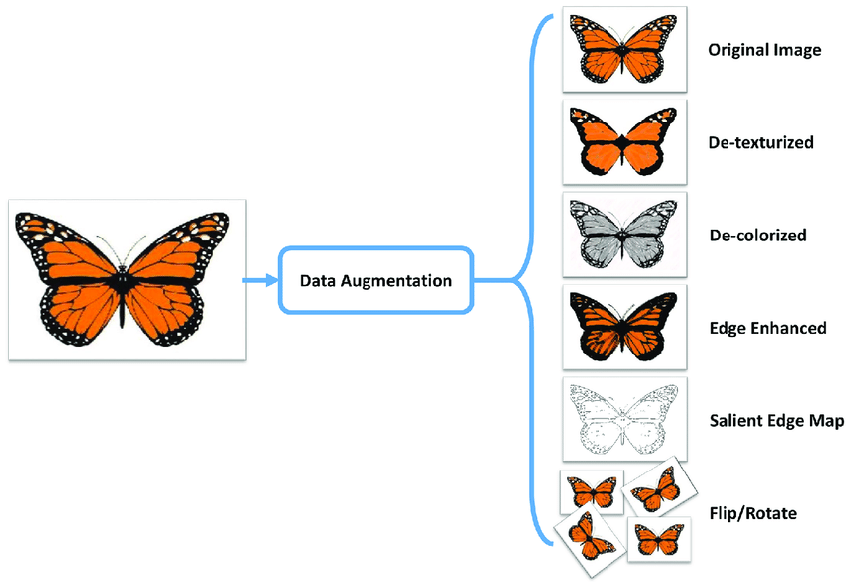 Original Image
De-texturized
De-colorized
Data Augmentation
Edge Enhanced
Salient Edge Map
Flip/Rotate